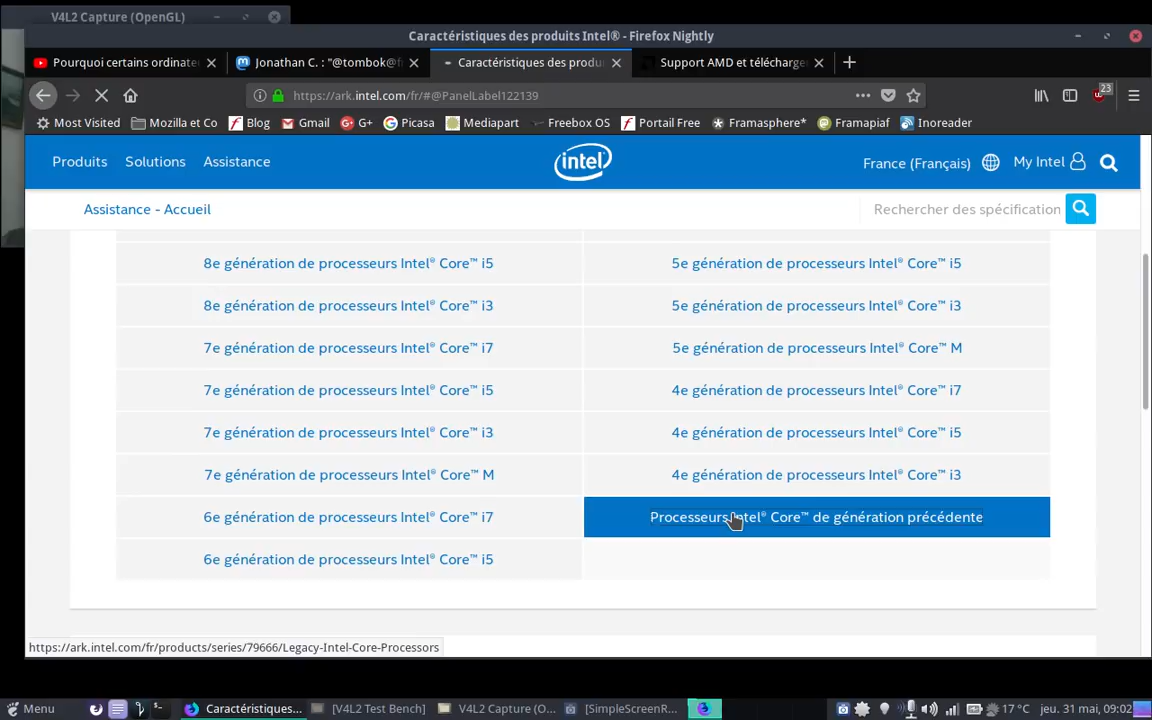 V4L2 Capture (OpenGL)
Caractéristiques des produits Intel® - Firefox Nightly
Pourquoi certains ordinate
Jonathan C. : "@tombok@f
Caractéristiques des produ
Support AMD et télécharge
https://ark.intel.com/fr/#@PanelLabel122139
23
Most Visited
Mozilla et Co
Blog
Gmail
G+
Picasa
Mediapart
Freebox OS
Portail Free
Framasphere*
Framapiaf
Inoreader
Produits
Solutions
Assistance
intel
France (Français)
My Intel
Assistance - Accueil
Rechercher des spécification
8e génération de processeurs Intel® Core™ i5
5e génération de processeurs Intel® Core™ i5
8e génération de processeurs Intel® Core™ i3
5e génération de processeurs Intel® Core™ i3
7e génération de processeurs Intel® Core™ i7
5e génération de processeurs Intel® Core™ M
7e génération de processeurs Intel® Core™ i5
4e génération de processeurs Intel® Core™ i7
7e génération de processeurs Intel® Core™ i3
4e génération de processeurs Intel® Core™ i5
7e génération de processeurs Intel® Core™ M
4e génération de processeurs Intel® Core™ i3
6e génération de processeurs Intel® Core™ i7
Processeurs Intel® Core™ de génération précédente
6e génération de processeurs Intel® Core™ i5
https://ark.intel.com/fr/products/series/79666/Legacy-Intel-Core-Processors
Menu
Caractéristiques...
[V4L2 Test Bench]
V4L2 Capture (O...
[SimpleScreenR...
17 °C
jeu. 31 mai, 09:02